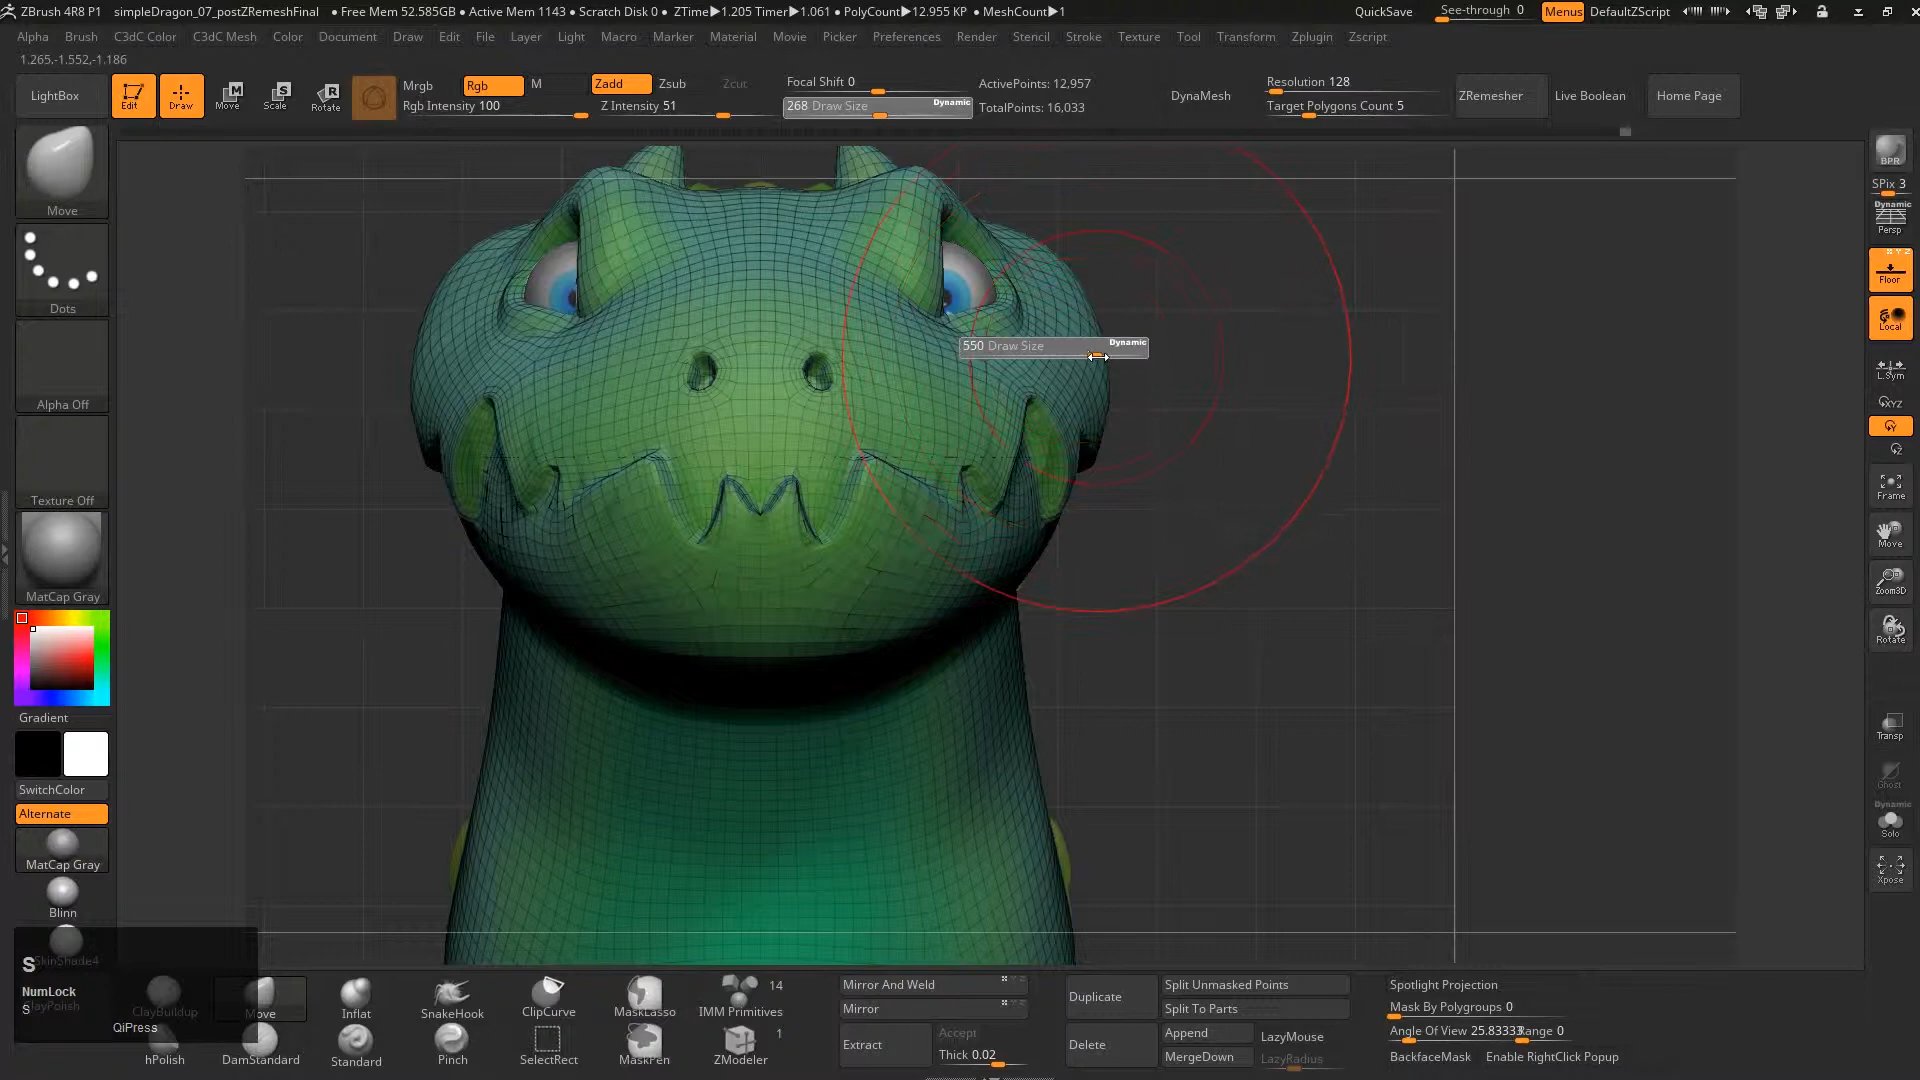 ZBrush 4R8 P1 simpleDragon_07_postZRemeshFinal ● Free Mem 52.585GB ● Active Mem 1143 ● Scratch Disk 0 ● ZTime▶1.205 Timer▶1.061 ● PolyCount▶12.955 KP ● MeshCount▶1 QuickSave See-through 0 Menus DefaultZScript
Alpha Brush C3dC Color C3dC Mesh Color Document Draw Edit File Layer Light Macro Marker Material Movie Picker Preferences Render Stencil Stroke Texture Tool Transform Zplugin Zscript
1.265,-1.552,-1.186
LightBox Edit Draw Move Scale Rotate
Mrgb Rgb M Zadd Zsub Zcut
Rgb Intensity 100 Z Intensity 51
Focal Shift 0
268 Draw Size Dynamic
ActivePoints: 12,957
TotalPoints: 16,033
DynaMesh
Resolution 128
Target Polygons Count 5
ZRemesher Live Boolean Home Page
Move
Dots
Alpha Off
Texture Off
MatCap Gray
Gradient
SwitchColor
Alternate
MatCap Gray
Blinn
SkinShade4
550 Draw Size Dynamic
BPR
SPix 3
Dynamic
Persp
X Y Z
Floor
Local
L.Sym
XYZ
Y
Z
Frame
Move
Zoom3D
Rotate
Transp
Ghost
Dynamic
Solo
Xpose
S
NumLock
S
QiPress
ClayPolish ClayBuildup Move Inflat SnakeHook ClipCurve MaskLasso IMM Primitives 14
hPolish DamStandard Standard Pinch SelectRect MaskPen ZModeler 1
Mirror And Weld
Mirror
Extract Accept
Thick 0.02
Duplicate
Delete
Split Unmasked Points
Split To Parts
Append
MergeDown
LazyMouse
LazyRadius
Spotlight Projection
Mask By Polygroups 0
Angle Of View 25.83333 Range 0
BackfaceMask Enable RightClick Popup